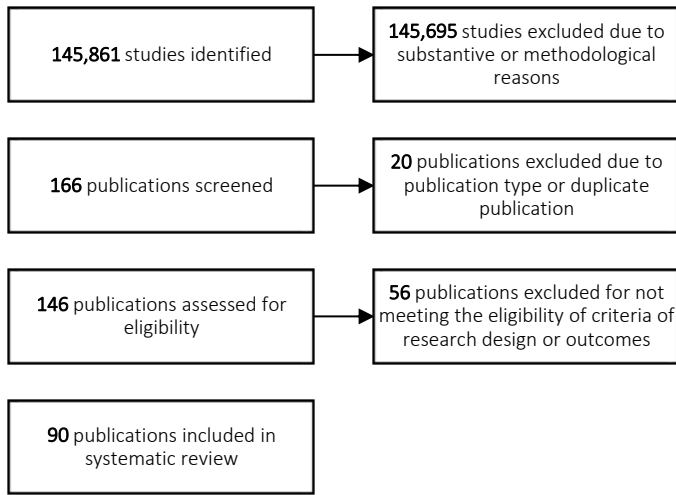 145,861 studies identified
145,695 studies excluded due to
substantive or methodological
reasons
166 publications screened
20 publications excluded due to
publication type or duplicate
publication
146 publications assessed for
eligibility
56 publications excluded for not
meeting the eligibility of criteria of
research design or outcomes
90 publications included in
systematic review